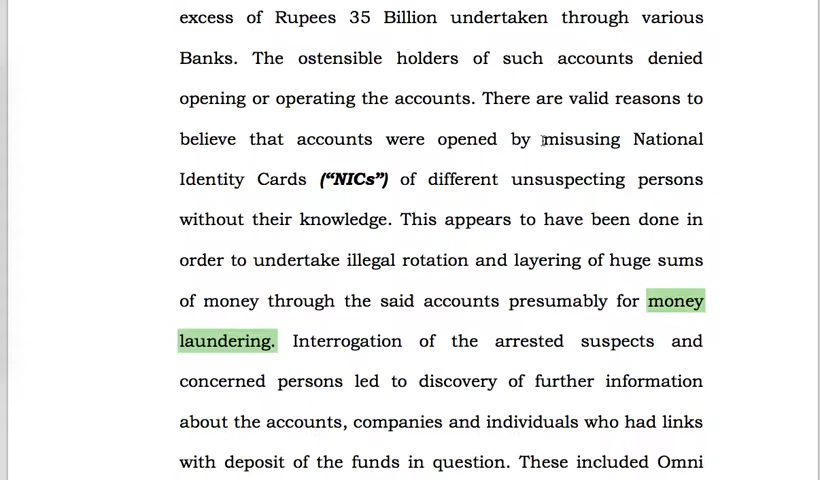 excess of Rupees 35 Billion undertaken through various
Banks. The ostensible holders of such accounts denied
opening or operating the accounts. There are valid reasons to
believe that accounts were opened by misusing National
Identity Cards (“NICs”) of different unsuspecting persons
without their knowledge. This appears to have been done in
order to undertake illegal rotation and layering of huge sums
of money through the said accounts presumably for money
laundering. Interrogation of the arrested suspects and
concerned persons led to discovery of further information
about the accounts, companies and individuals who had links
with deposit of the funds in question. These included Omni